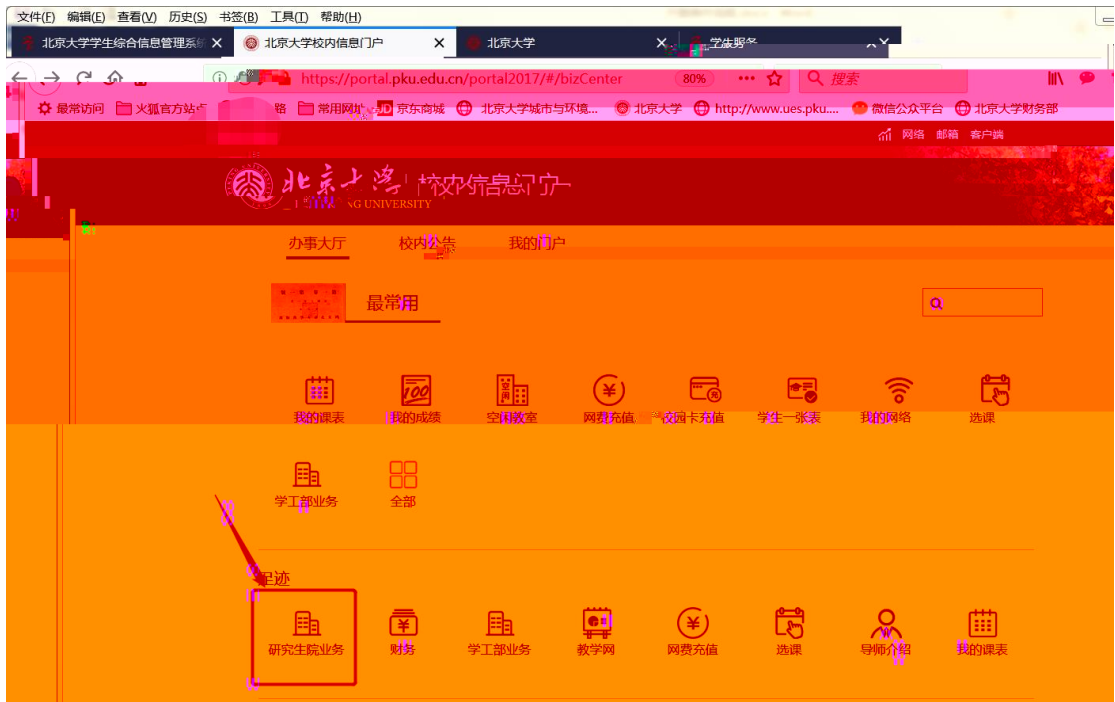 文件(F) 编辑(E) 查看(V) 历史(S) 书签(B) 工具(T) 帮助(H)
北京大学学生综合信息管理系统 北京大学校内信息门户 北京大学
https://portal.pku.edu.cn/portal2017/#/bizCenter 80% 搜索
最常访问 火狐官方站点 常用网址 京东商城 北京大学城市与环境... 北京大学 http://www.ues.pku.... 微信公众平台 北京大学财务部
网络 邮箱 客户端
北京大学 校内信息门户
UNIVERSITY
办事大厅 校内公告 我的门户
最常用
我的课表 我的成绩 空闲教室 网费充值 校园卡充值 学生一张表 我的网络 选课
学工部业务 全部
足迹
研究生院业务 财务 学工部业务 教学网 网费充值 选课 导师介绍 我的课表